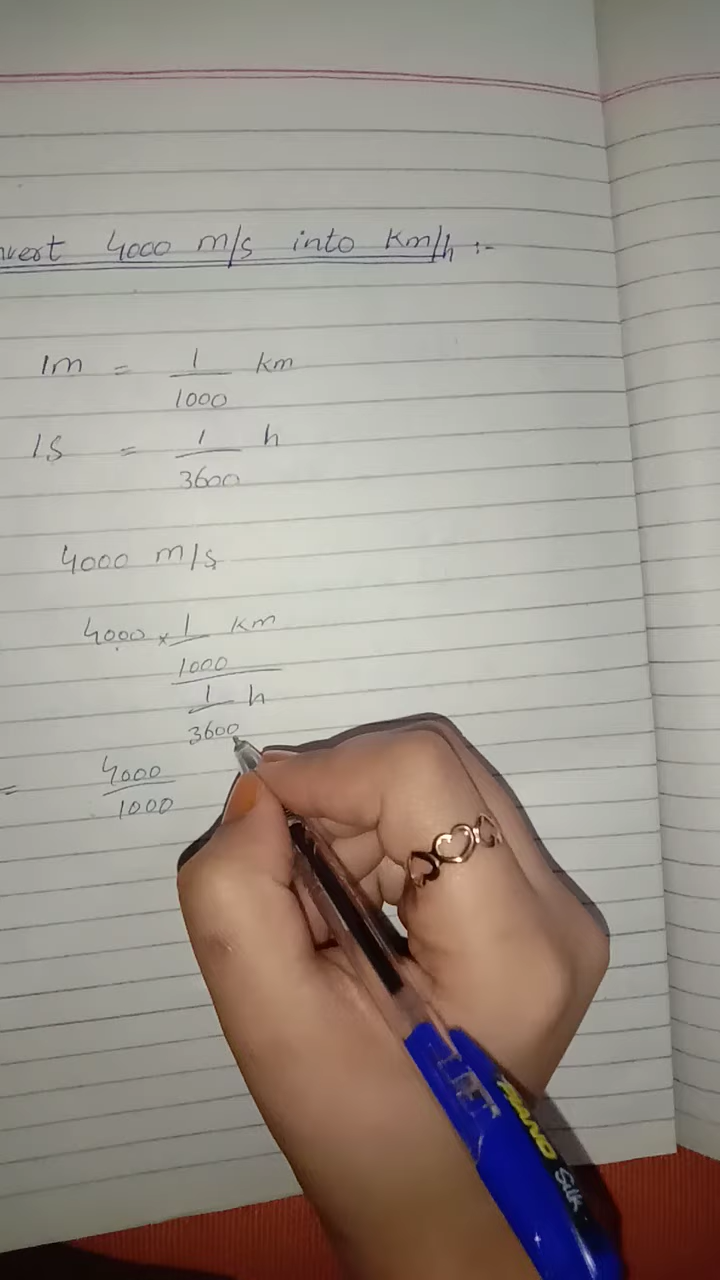 4000 m/s into Km/h :-
1m = 1/1000 km
1S = 1/3600 h
4000 m/s
4000 × 1/1000 km
1/3600 h
= 4000/1000
Silk